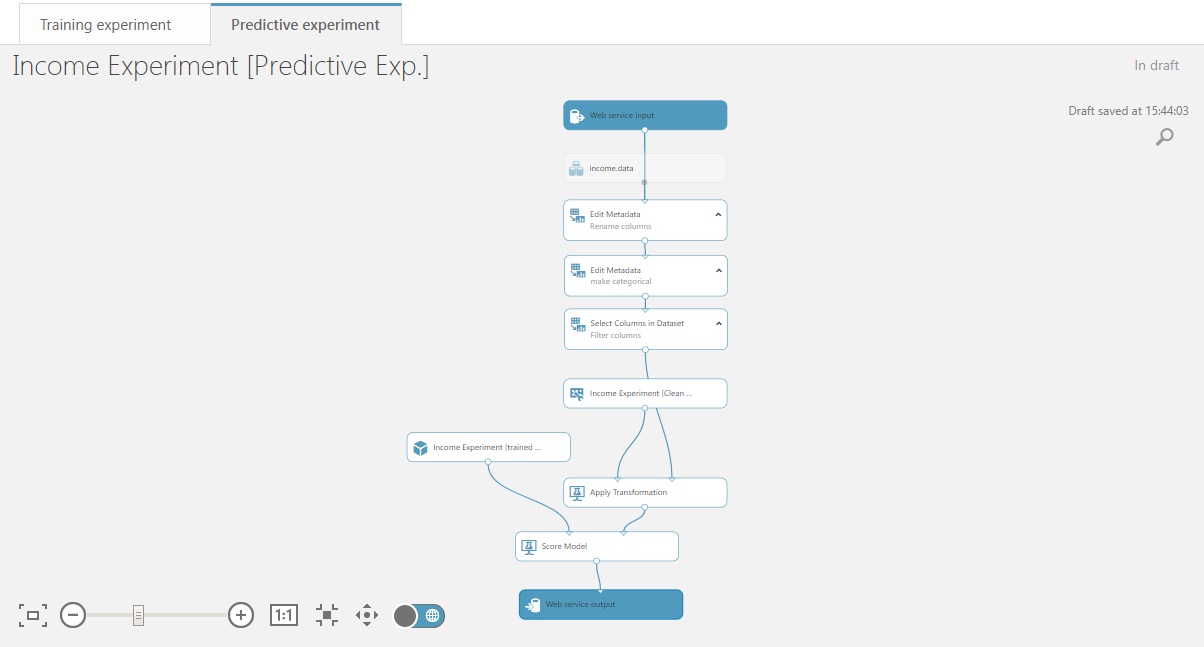 Training experiment
Predictive experiment
Income Experiment [Predictive Exp.]
In draft
Draft saved at 15:44:03
Web service input
income.data
Edit Metadata
Rename columns
Edit Metadata
make categorical
Select Columns in Dataset
Filter columns
Income Experiment [Clean ...
Income Experiment [trained ...
Apply Transformation
Score Model
Web service output
1:1